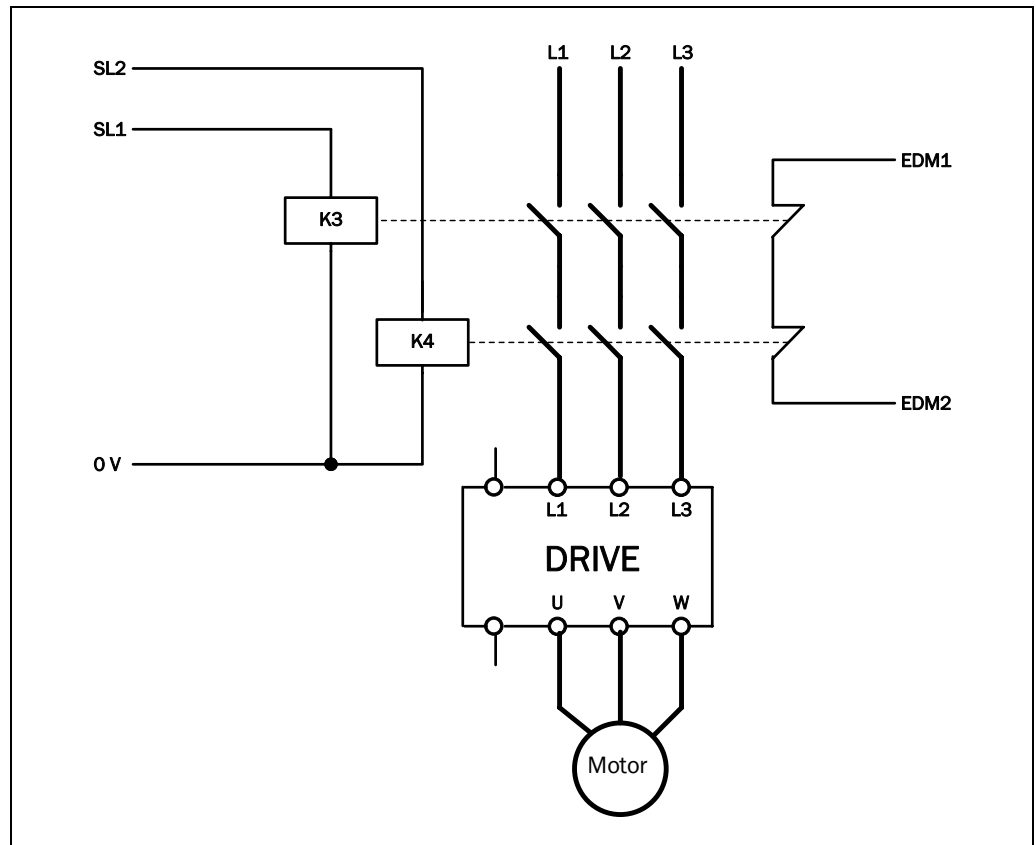 L1 L2 L3
SL2
SL1
EDM1
K3
K4
EDM2
0 V
L1 L2 L3
DRIVE
U V W
Motor